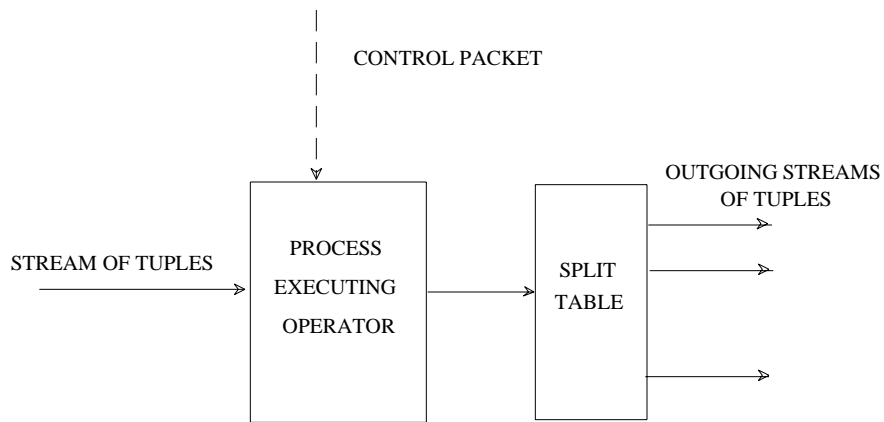 CONTROL PACKET
OUTGOING STREAMS
OF TUPLES
STREAM OF TUPLES
PROCESS
EXECUTING
OPERATOR
SPLIT
TABLE